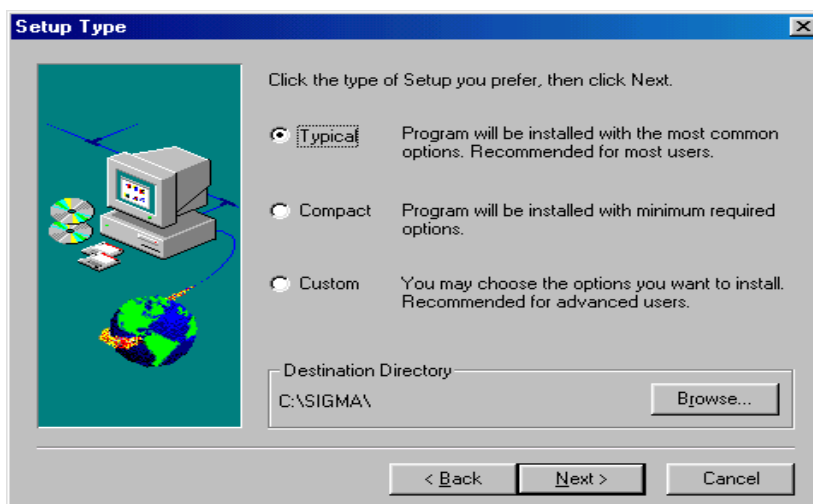 Setup Type
Click the type of Setup you prefer, then click Next.
Typical
Program will be installed with the most common
options. Recommended for most users.
Compact
Program will be installed with minimum required
options.
Custom
You may choose the options you want to install.
Recommended for advanced users.
Destination Directory
C:\SIGMA\
Browse...
< Back
Next >
Cancel